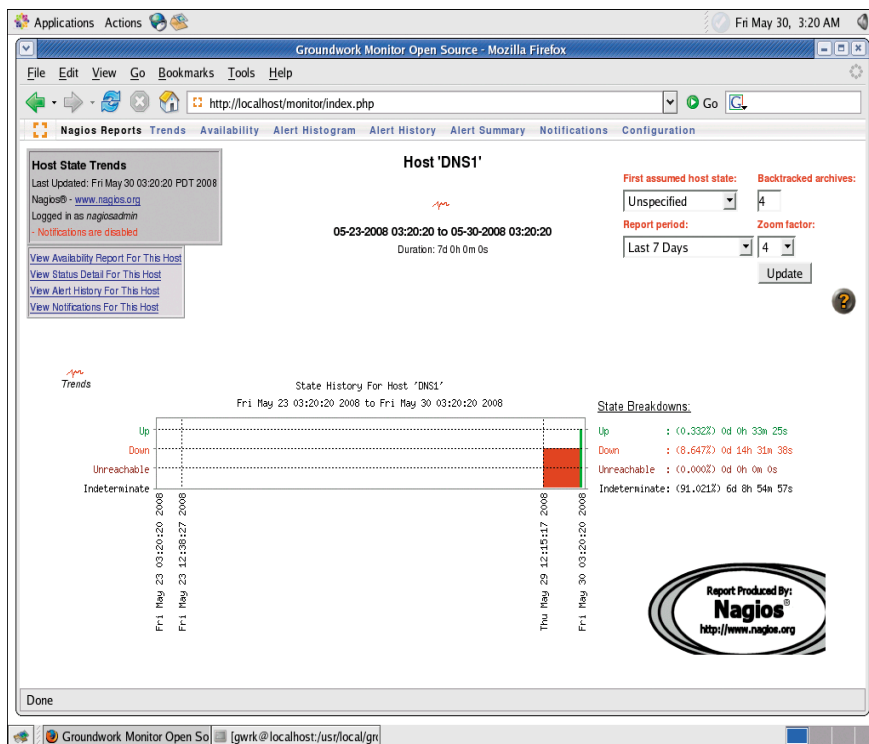 Applications Actions Fri May 30, 3:20 AM
Groundwork Monitor Open Source - Mozilla Firefox
File Edit View Go Bookmarks Tools Help
http://localhost/monitor/index.php Go G
Nagios Reports Trends Availability Alert Histogram Alert History Alert Summary Notifications Configuration
Host State Trends
Last Updated: Fri May 30 03:20:20 PDT 2008
Nagios® - www.nagios.org
Logged in as nagiosadmin
- Notifications are disabled
View Availability Report For This Host
View Status Detail For This Host
View Alert History For This Host
View Notifications For This Host
Host 'DNS1'
05-23-2008 03:20:20 to 05-30-2008 03:20:20
Duration: 7d 0h 0m 0s
First assumed host state: Backtracked archives:
Unspecified 4
Report period: Zoom factor:
Last 7 Days 4
Update
?
Trends
State History For Host 'DNS1'
Fri May 23 03:20:20 2008 to Fri May 30 03:20:20 2008
Up
Down
Unreachable
Indeterminate
Fri May 23 03:20:20 2008
Fri May 23 12:38:27 2008
Thu May 29 12:15:17 2008
Fri May 30 03:20:20 2008
State Breakdowns:
Up : (0.332%) 0d 0h 33m 25s
Down : (8.647%) 0d 14h 31m 38s
Unreachable : (0.000%) 0d 0h 0m 0s
Indeterminate: (91.021%) 6d 8h 54m 57s
Report Produced By:
Nagios®
http://www.nagios.org
Done
Groundwork Monitor Open So [gwrk@localhost:/usr/local/gro